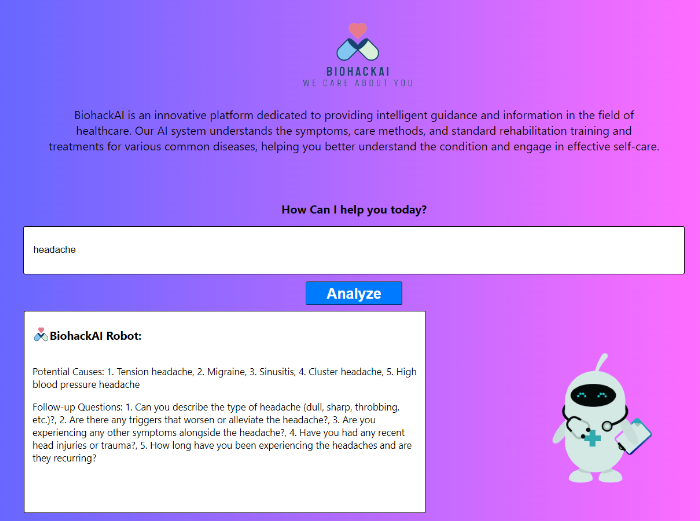 BIOHACKAI
WE CARE ABOUT YOU
BiohackAI is an innovative platform dedicated to providing intelligent guidance and information in the field of
healthcare. Our AI system understands the symptoms, care methods, and standard rehabilitation training and
treatments for various common diseases, helping you better understand the condition and engage in effective self-care.
How Can I help you today?
headache
Analyze
BiohackAI Robot:
Potential Causes: 1. Tension headache, 2. Migraine, 3. Sinusitis, 4. Cluster headache, 5. High
blood pressure headache
Follow-up Questions: 1. Can you describe the type of headache (dull, sharp, throbbing,
etc.)?, 2. Are there any triggers that worsen or alleviate the headache?, 3. Are you
experiencing any other symptoms alongside the headache?, 4. Have you had any recent
head injuries or trauma?, 5. How long have you been experiencing the headaches and are
they recurring?